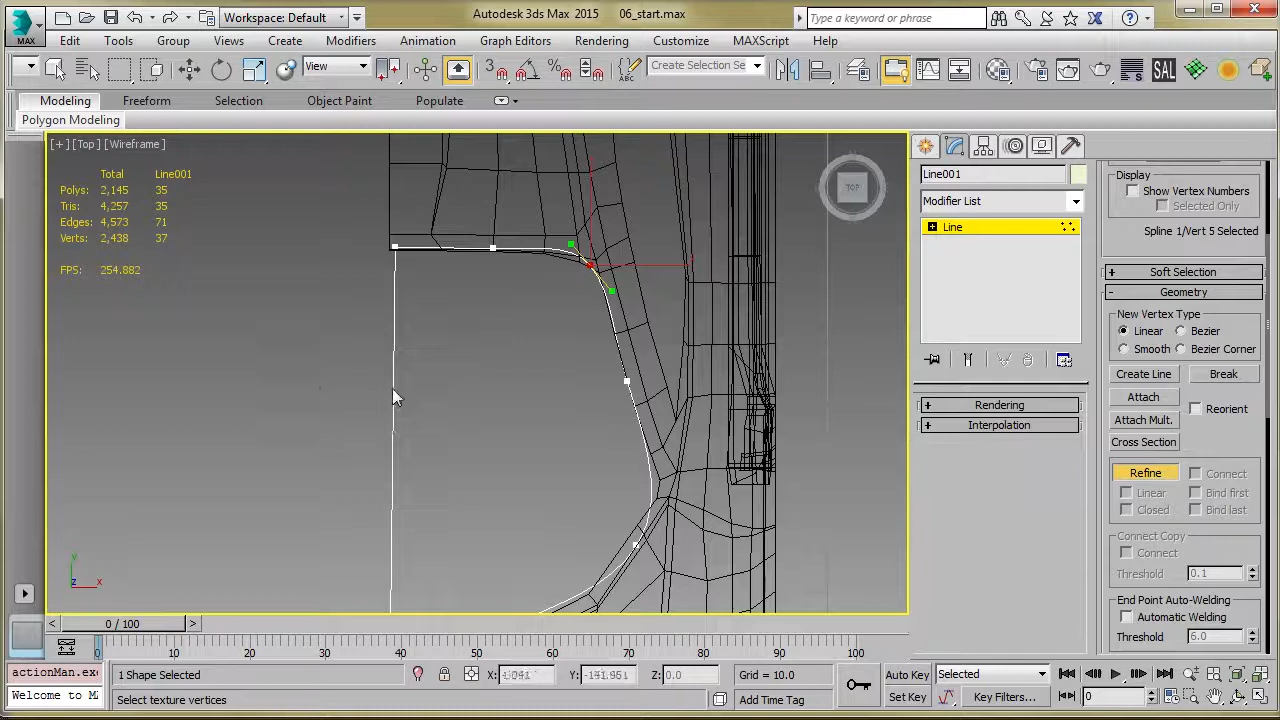 Workspace: Default
Autodesk 3ds Max 2015 06_start.max
Type a keyword or phrase
MAX
Edit Tools Group Views Create Modifiers Animation Graph Editors Rendering Customize MAXScript Help
View
3
Create Selection Se
SAL
Modeling Freeform Selection Object Paint Populate
Polygon Modeling
[ + ] [ Top ] [ Wireframe ]
Total Line001
Polys: 2,145 35
Tris: 4,257 35
Edges: 4,573 71
Verts: 2,438 37
FPS: 254.882
TOP
y
z x
Line001
Modifier List
Line
Rendering
Interpolation
Display
Show Vertex Numbers
Selected Only
Spline 1/Vert 5 Selected
Soft Selection
Geometry
New Vertex Type
Linear Bezier
Smooth Bezier Corner
Create Line Break
Attach
Reorient
Attach Mult.
Cross Section
Refine Connect
Linear Bind first
Closed Bind last
Connect Copy
Connect
Threshold 0.1
End Point Auto-Welding
Automatic Welding
Threshold 6.0
0 / 100
0 10 20 30 40 50 60 70 80 90 100
actionMan.exe
1 Shape Selected
X: Y: -141.951 Z: 0.0
Grid = 10.0
Auto Key Selected
Welcome to M
Select texture vertices
Add Time Tag
Set Key Key Filters...
0